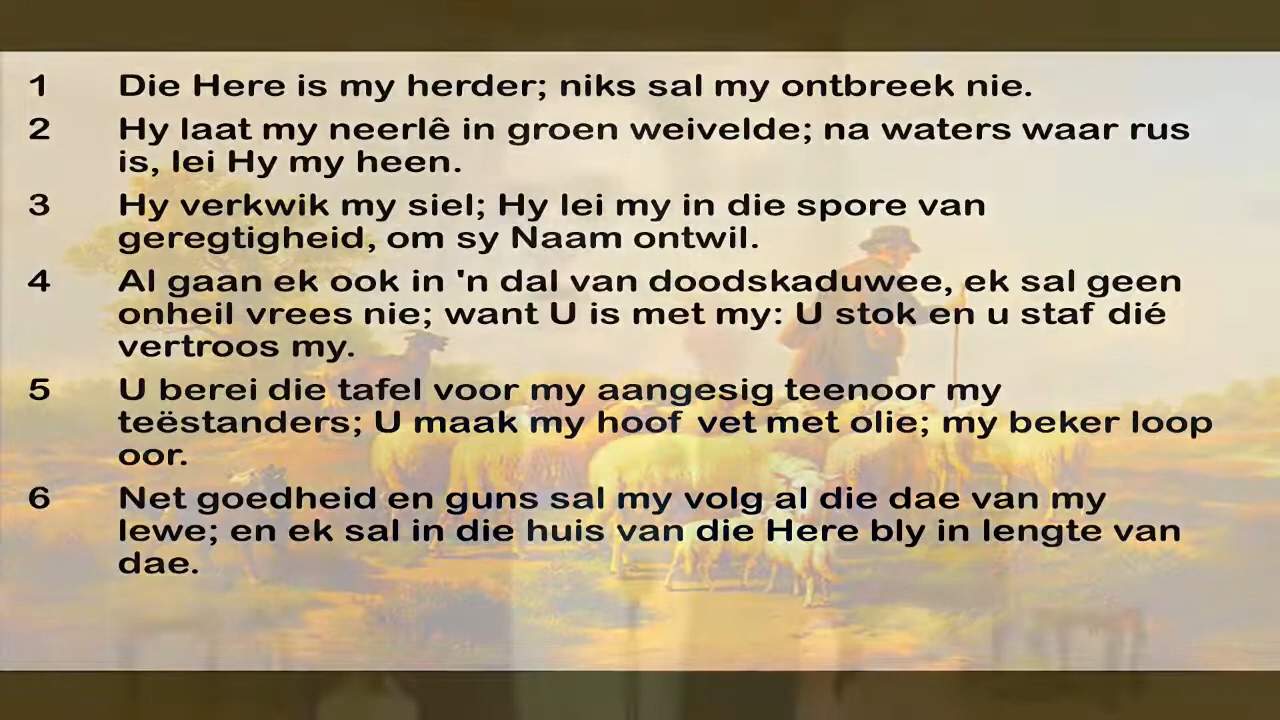 1 Die Here is my herder; niks sal my ontbreek nie.
2 Hy laat my neerlê in groen weivelde; na waters waar rus
is, lei Hy my heen.
3 Hy verkwik my siel; Hy lei my in die spore van
geregtigheid, om sy Naam ontwil.
4 Al gaan ek ook in 'n dal van doodskaduwee, ek sal geen
onheil vrees nie; want U is met my: U stok en u staf dié
vertroos my.
5 U berei die tafel voor my aangesig teenoor my
teëstanders; U maak my hoof vet met olie; my beker loop
oor.
6 Net goedheid en guns sal my volg al die dae van my
lewe; en ek sal in die huis van die Here bly in lengte van
dae.